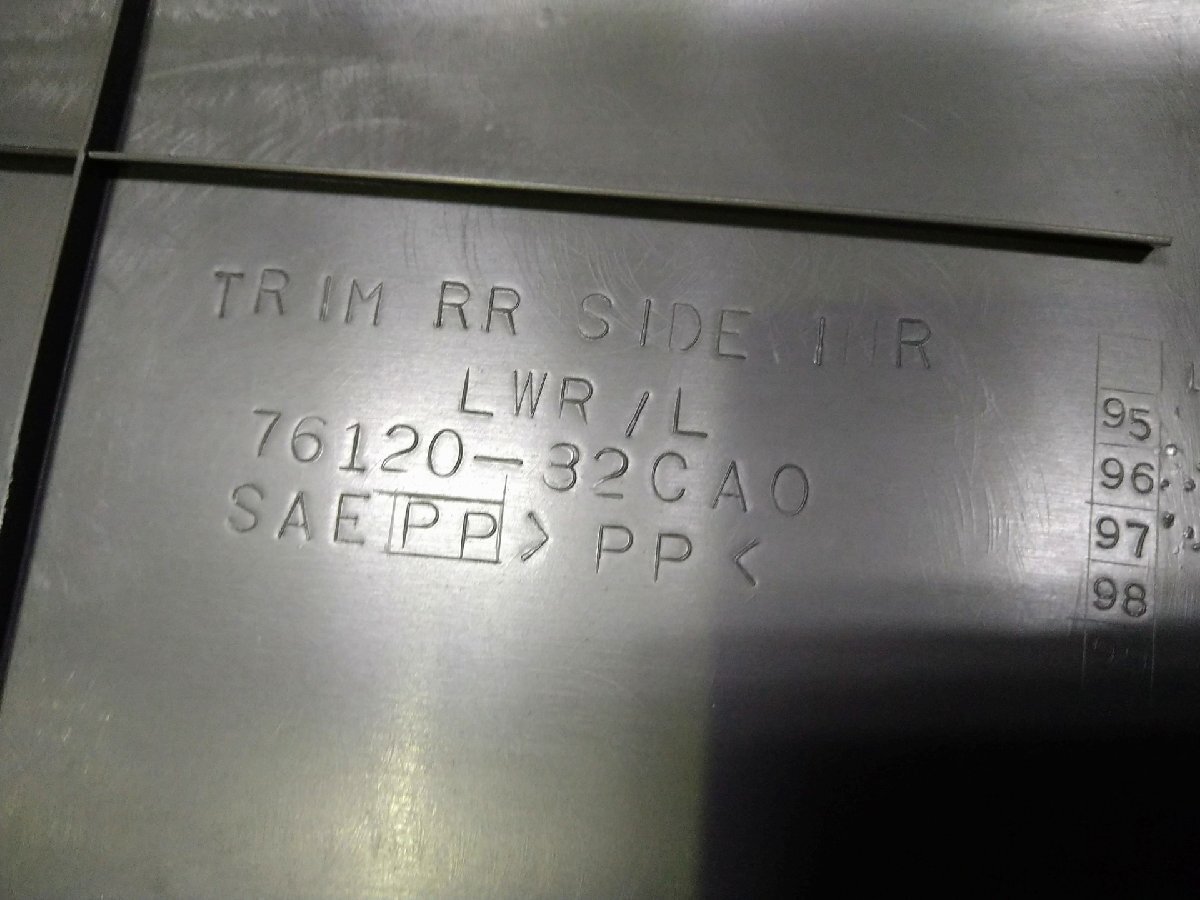 TRIM RR SIDE INR
LWR/L
76120-32CA0
SAE PP >PP<
95
96
97
98